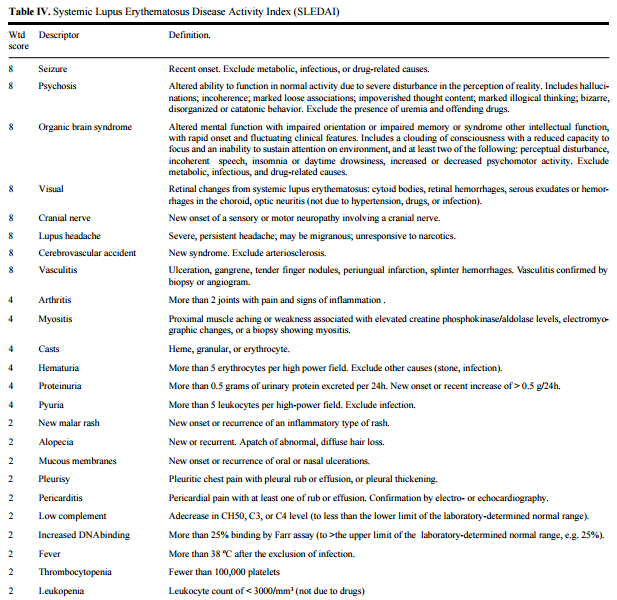 Table IV. Systemic Lupus Erythematosus Disease Activity Index (SLEDAI)
Wtd score Descriptor Definition.
8 Seizure Recent onset. Exclude metabolic, infectious, or drug-related causes.
8 Psychosis Altered ability to function in normal activity due to severe disturbance in the perception of reality. Includes halluci-
nations; incoherence; marked loose associations; impoverished thought content; marked illogical thinking; bizarre,
disorganized or catatonic behavior. Exclude the presence of uremia and offending drugs.
8 Organic brain syndrome Altered mental function with impaired orientation or impaired memory or syndrome other intellectual function,
with rapid onset and fluctuating clinical features. Includes a clouding of consciousness with a reduced capacity to
focus and an inability to sustain attention on environment, and at least two of the following: perceptual disturbance,
incoherent speech, insomnia or daytime drowsiness, increased or decreased psychomotor activity. Exclude
metabolic, infectious, and drug-related causes.
8 Visual Retinal changes from systemic lupus erythematosus: cytoid bodies, retinal hemorrhages, serous exudates or hemor-
rhages in the choroid, optic neuritis (not due to hypertension, drugs, or infection).
8 Cranial nerve New onset of a sensory or motor neuropathy involving a cranial nerve.
8 Lupus headache Severe, persistent headache; may be migranous; unresponsive to narcotics.
8 Cerebrovascular accident New syndrome. Exclude arteriosclerosis.
8 Vasculitis Ulceration, gangrene, tender finger nodules, periungual infarction, splinter hemorrhages. Vasculitis confirmed by
biopsy or angiogram.
4 Arthritis More than 2 joints with pain and signs of inflammation .
4 Myositis Proximal muscle aching or weakness associated with elevated creatine phosphokinase/aldolase levels, electromyo-
graphic changes, or a biopsy showing myositis.
4 Casts Heme, granular, or erythrocyte.
4 Hematuria More than 5 erythrocytes per high power field. Exclude other causes (stone, infection).
4 Proteinuria More than 0.5 grams of urinary protein excreted per 24h. New onset or recent increase of > 0.5 g/24h.
4 Pyuria More than 5 leukocytes per high-power field. Exclude infection.
2 New malar rash New onset or recurrence of an inflammatory type of rash.
2 Alopecia New or recurrent. Apatch of abnormal, diffuse hair loss.
2 Mucous membranes New onset or recurrence of oral or nasal ulcerations.
2 Pleurisy Pleuritic chest pain with pleural rub or effusion, or pleural thickening.
2 Pericarditis Pericardial pain with at least one of rub or effusion. Confirmation by electro- or echocardiography.
2 Low complement Adecrease in CH50, C3, or C4 level (to less than the lower limit of the laboratory-determined normal range).
2 Increased DNAbinding More than 25% binding by Farr assay (to >the upper limit of the laboratory-determined normal range, e.g. 25%).
2 Fever More than 38 ºC after the exclusion of infection.
2 Thrombocytopenia Fewer than 100,000 platelets
2 Leukopenia Leukocyte count of < 3000/mm³ (not due to drugs)